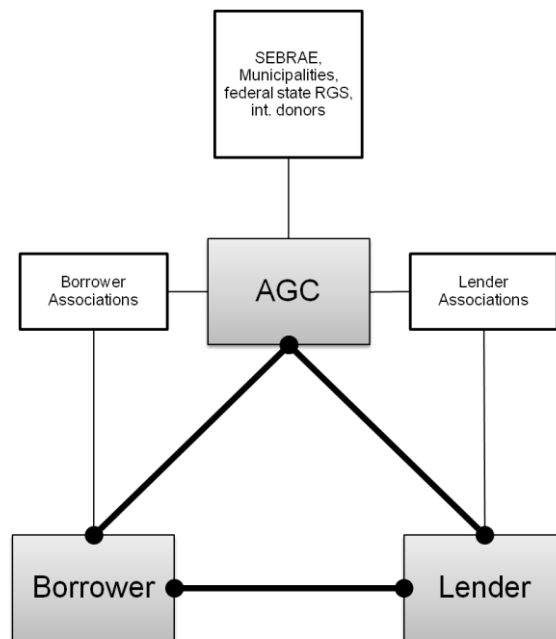 SEBRAE,
Municipalities,
federal state RGS,
int. donors
Borrower
Associations
AGC
Lender
Associations
Borrower
Lender